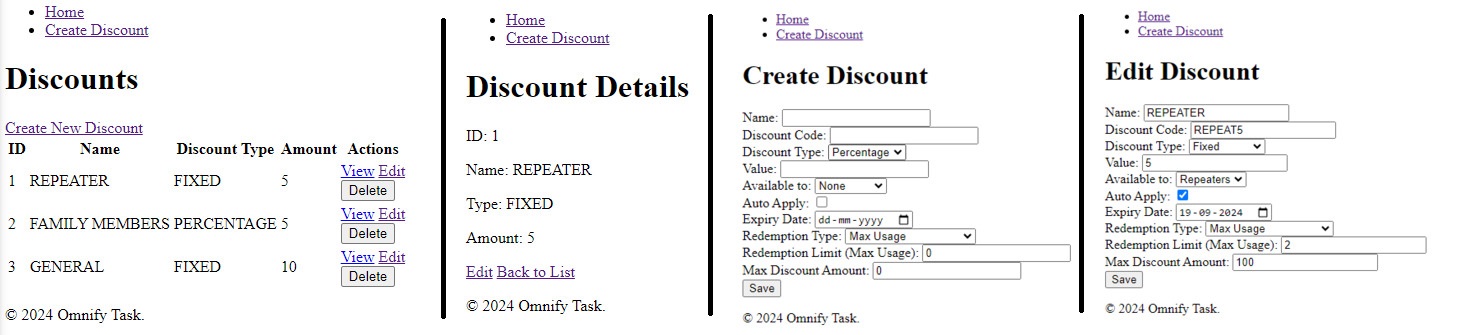 Home
Create Discount
Discounts
Create New Discount
ID Name Discount Type Amount Actions
1 REPEATER FIXED 5 View Edit
Delete
2 FAMILY MEMBERS PERCENTAGE 5 View Edit
Delete
3 GENERAL FIXED 10 View Edit
Delete
© 2024 Omnify Task.
Home
Create Discount
Discount Details
ID: 1
Name: REPEATER
Type: FIXED
Amount: 5
Edit Back to List
© 2024 Omnify Task.
Home
Create Discount
Create Discount
Name:
Discount Code:
Discount Type: Percentage
Value:
Available to: None
Auto Apply:
Expiry Date: dd-mm-yyyy
Redemption Type: Max Usage
Redemption Limit (Max Usage): 0
Max Discount Amount: 0
Save
© 2024 Omnify Task.
Home
Create Discount
Edit Discount
Name: REPEATER
Discount Code: REPEAT5
Discount Type: Fixed
Value: 5
Available to: Repeaters
Auto Apply:
Expiry Date: 19-09-2024
Redemption Type: Max Usage
Redemption Limit (Max Usage): 2
Max Discount Amount: 100
Save
© 2024 Omnify Task.